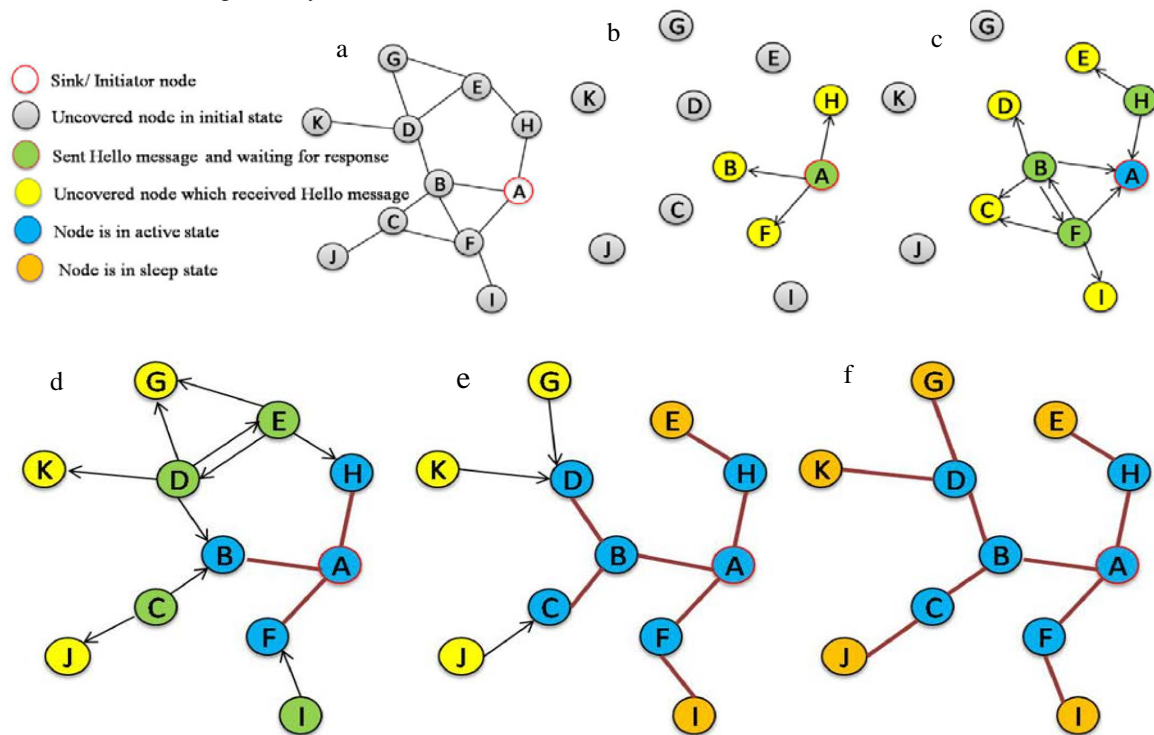 a
b
c
G
E
K
D
H
B
A
C
F
J
I
Sink/ Initiator node
Uncovered node in initial state
Sent Hello message and waiting for response
Uncovered node which received Hello message
Node is in active state
Node is in sleep state
G
E
K
D
H
B
A
C
F
J
I
G
E
K
D
H
B
A
C
F
J
I
d
e
f
G
E
K
D
H
B
A
C
F
J
I
G
E
K
D
H
B
A
C
F
J
I
G
E
K
D
H
B
A
C
F
J
I